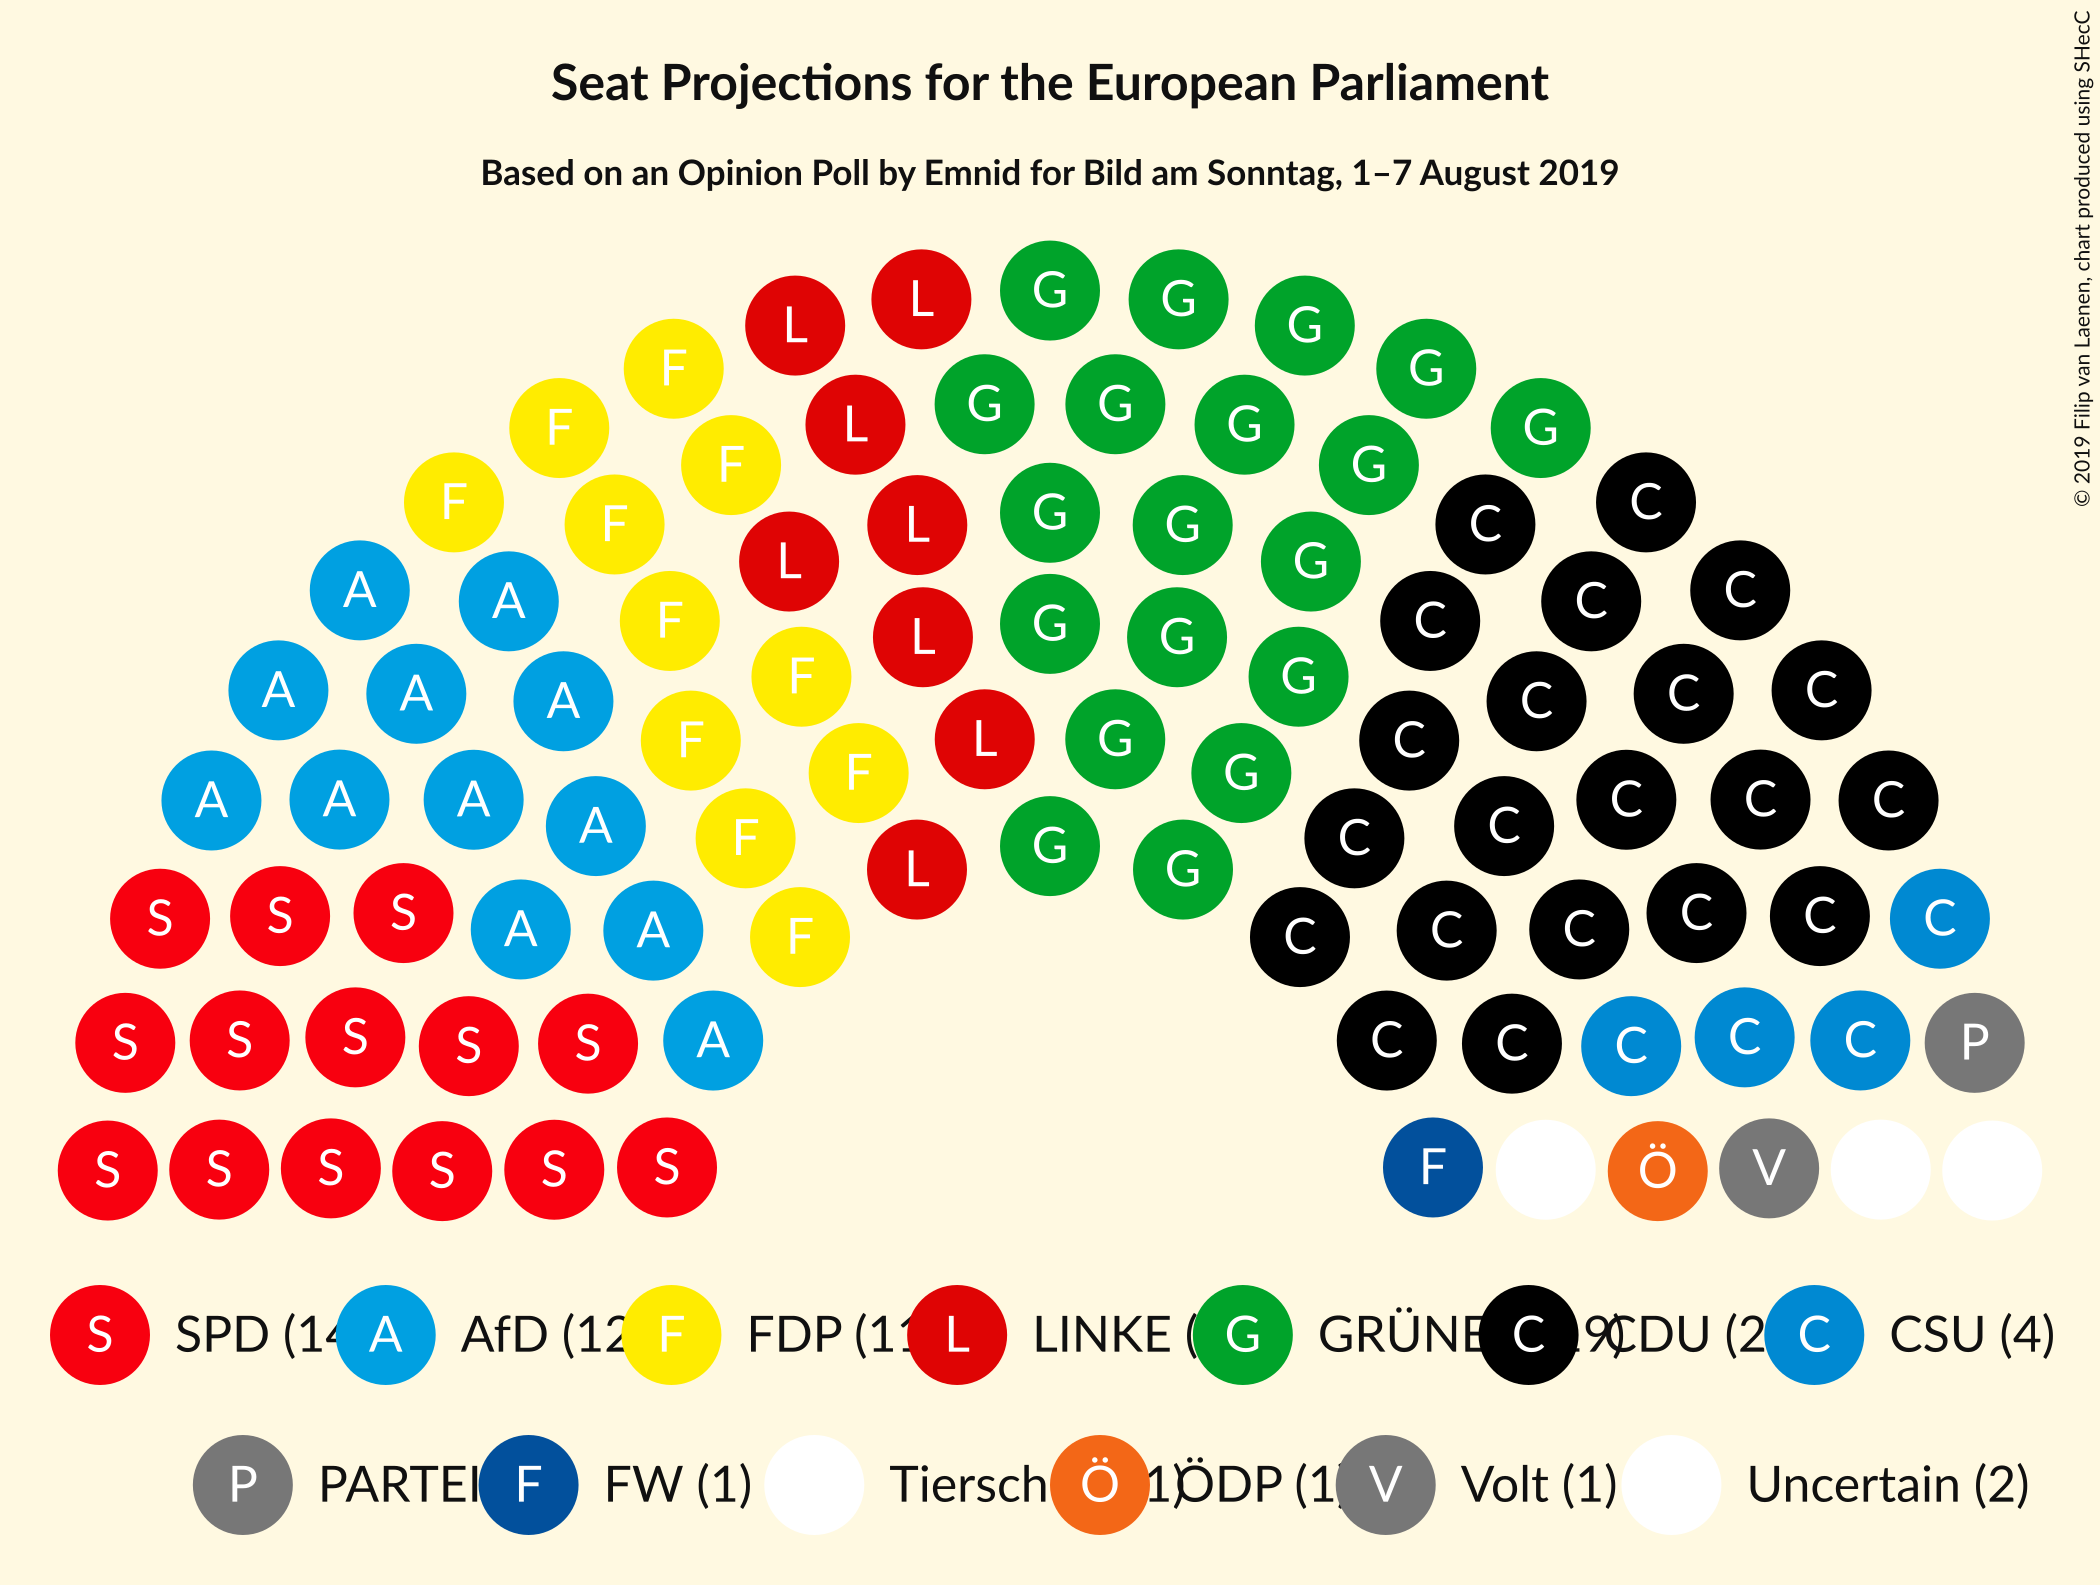 Seat Projections for the European Parliament
Based on an Opinion Poll by Emnid for Bild am Sonntag, 1–7 August 2019
© 2019 Filip van Laenen, chart produced using SHecC
L L G G G G G
F F F L G G G G
F F F L L G G G C C
A A F L G G G C C C
A A A F F L G G G C C C C
A A A A F F L G G C C C C C
S S S A A F F L G G C C C C C C
S S S S S A C C C C C P
S S S S S S F Ö V
S SPD (14 A AfD (12 F FDP (11 L LINKE ( G GRÜNE C 9) CDU (2 C CSU (4)
P PARTEI F FW (1) Tiersch Ö 1) ÖDP (1) V Volt (1) Uncertain (2)